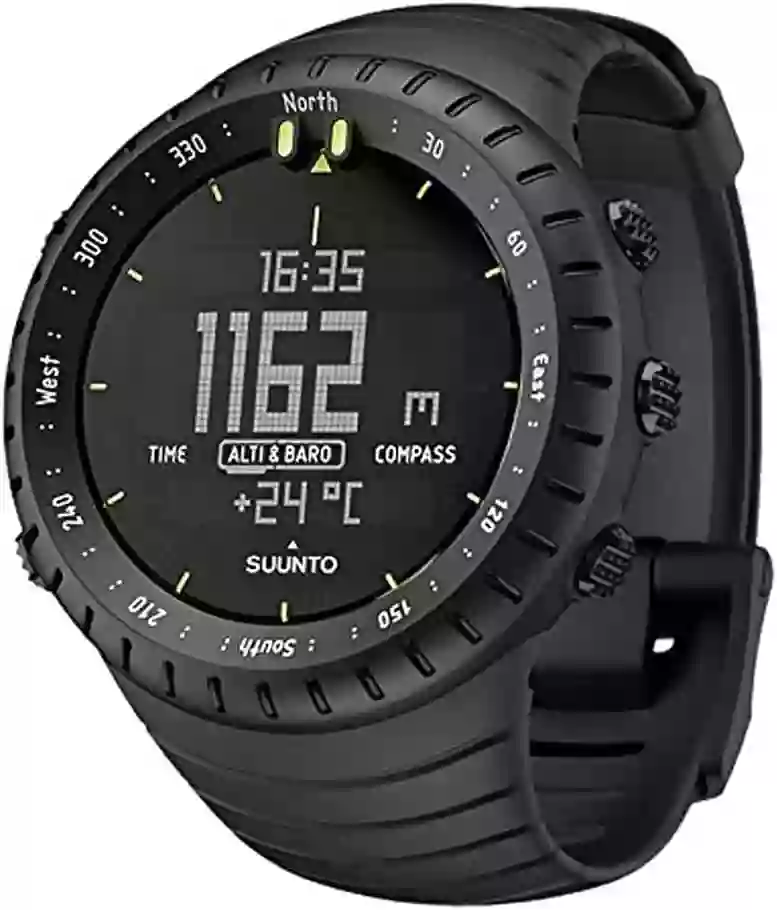 North
30
60
East
120
150
South
210
240
West
300
330
16:35
1162 m
TIME ALTI & BARO COMPASS
+24 °C
SUUNTO